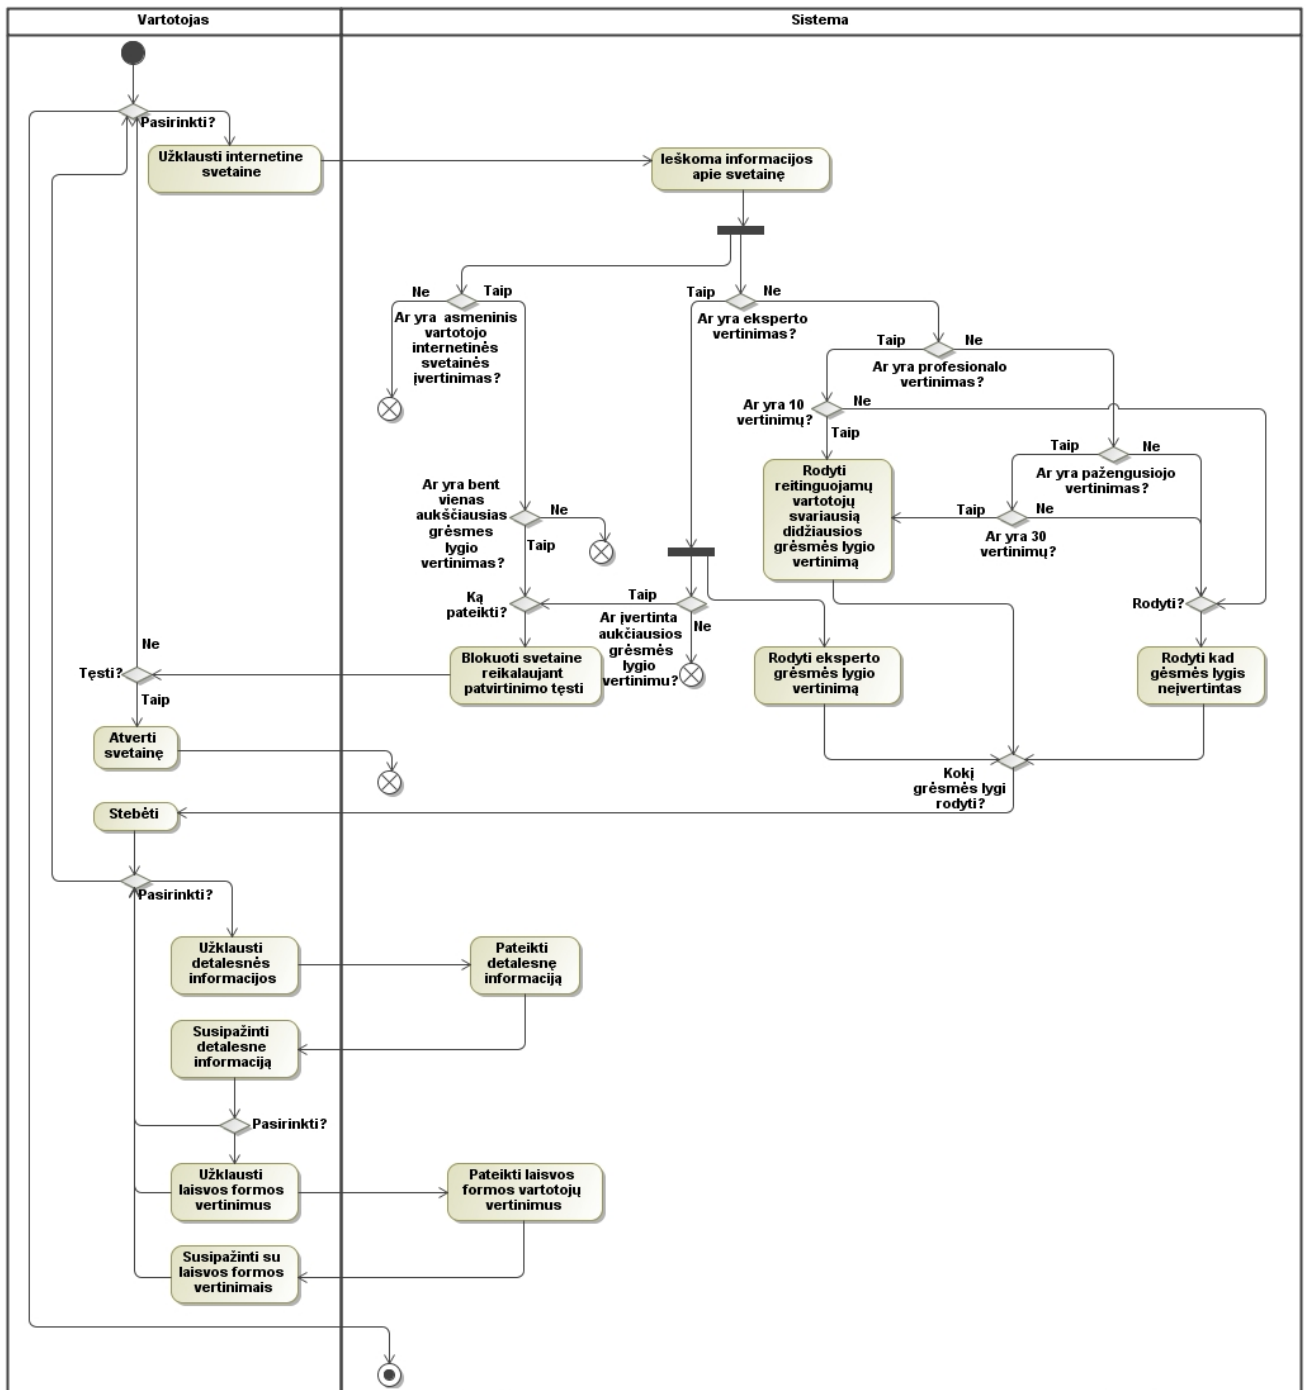 Vartotojas
Sistema
Pasirinkti?
Užklausti internetine
svetaine
Ieškoma informacijos
apie svetainę
Ne
Taip
Ar yra asmeninis
vartotojo
internetinės
svetainės
įvertinimas?
Taip
Ne
Ar yra eksperto
vertinimas?
Taip
Ne
Ar yra profesionalo
vertinimas?
Ar yra 10
vertinimų?
Ne
Taip
Taip
Ne
Ar yra pažengusiojo
vertinimas?
Rodyti
reitinguojamų
vartotojų
svariausią
didžiausios
grėsmės lygio
vertinimą
Taip
Ne
Ar yra 30
vertinimų?
Ar yra bent
vienas
aukščiausias
grėsmes
lygio
vertinimas?
Ne
Taip
Ką
pateikti?
Taip
Ar įvertinta
aukčiausios
grėsmės
lygio
vertinimu?
Ne
Rodyti?
Ne
Tęsti?
Taip
Blokuoti svetaine
reikalaujant
patvirtinimo tęsti
Rodyti eksperto
grėsmės lygio
vertinimą
Rodyti kad
gėsmės lygis
neįvertintas
Atverti
svetainę
Kokį
grėsmės lygi
rodyti?
Stebėti
Pasirinkti?
Užklausti
detalesnės
informacijos
Pateikti
detalesnę
informaciją
Susipažinti
detalesne
informaciją
Pasirinkti?
Užklausti
laisvos formos
vertinimus
Pateikti laisvos
formos vartotojų
vertinimus
Susipažinti su
laisvos formos
vertinimais